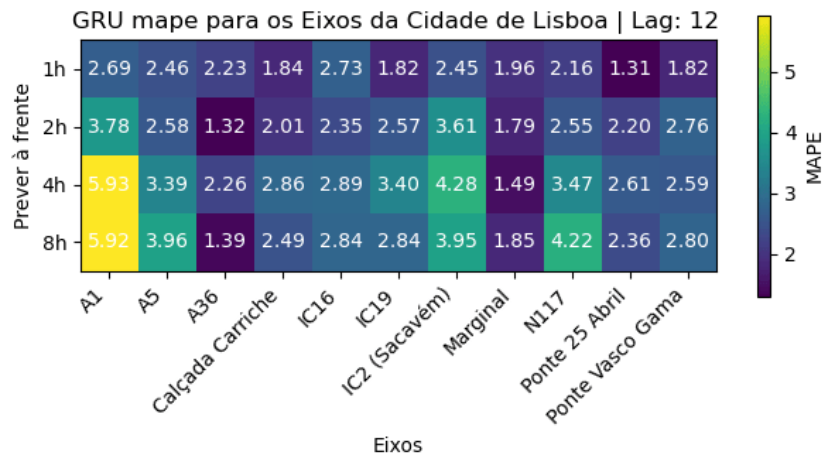 GRU mape para os Eixos da Cidade de Lisboa | Lag: 12
Prever à frente
1h 2.69 2.46 2.23 1.84 2.73 1.82 2.45 1.96 2.16 1.31 1.82
2h 3.78 2.58 1.32 2.01 2.35 2.57 3.61 1.79 2.55 2.20 2.76
4h 5.93 3.39 2.26 2.86 2.89 3.40 4.28 1.49 3.47 2.61 2.59
8h 5.92 3.96 1.39 2.49 2.84 2.84 3.95 1.85 4.22 2.36 2.80
A1
A5
A36
Calçada Carriche
IC16
IC19
IC2 (Sacavém)
Marginal
N117
Ponte 25 Abril
Ponte Vasco Gama
Eixos
5
4
3
2
MAPE